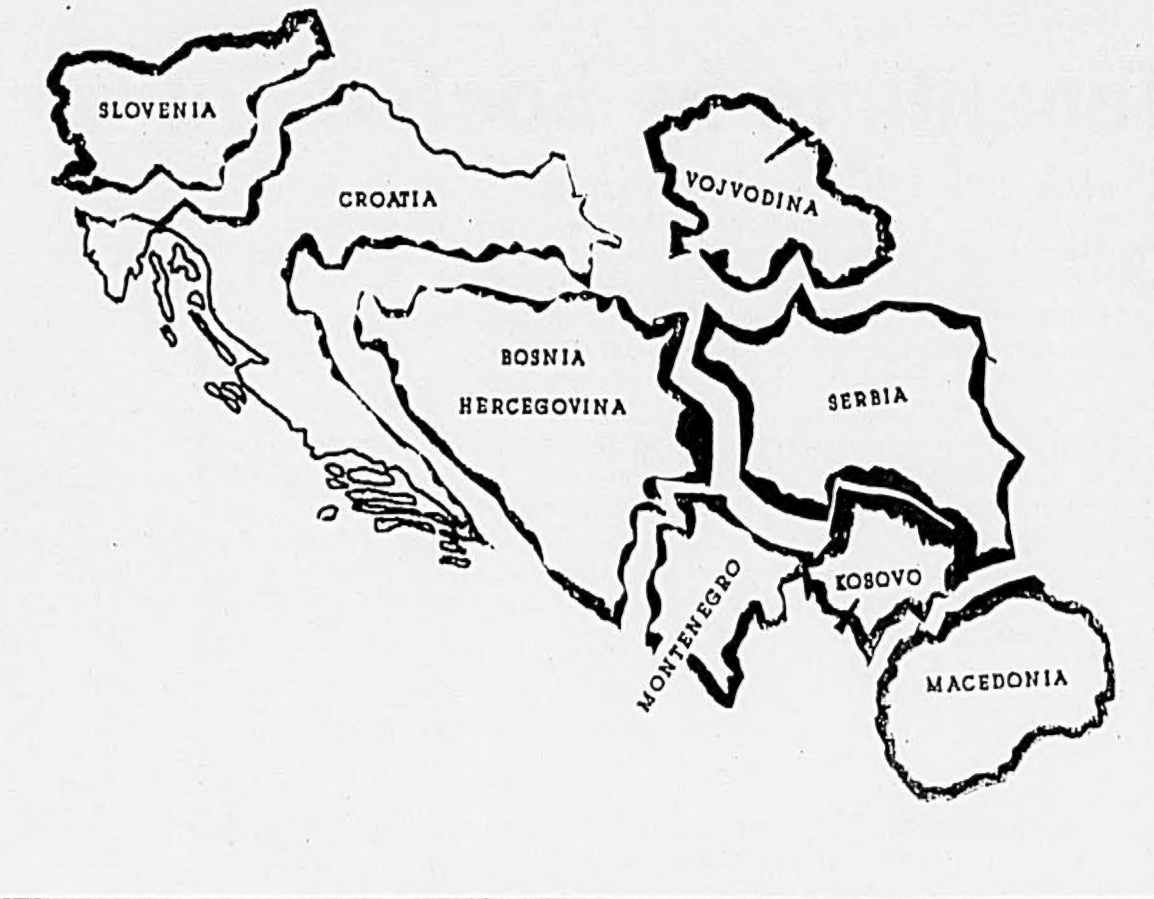 SLOVENIA
CROATIA
VOJVODINA
BOSNIA
HERCEGOVINA
SERBIA
MONTENEGRO
KOSOVO
MACEDONIA